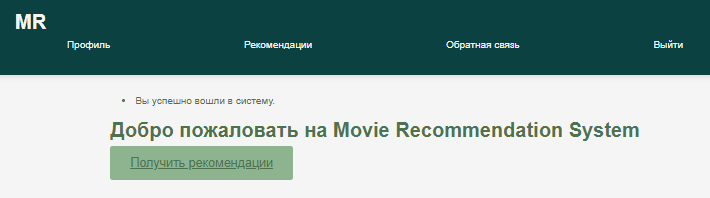 MR
Профиль Рекомендации Обратная связь Выйти
Вы успешно вошли в систему.
Добро пожаловать на Movie Recommendation System
Получить рекомендации